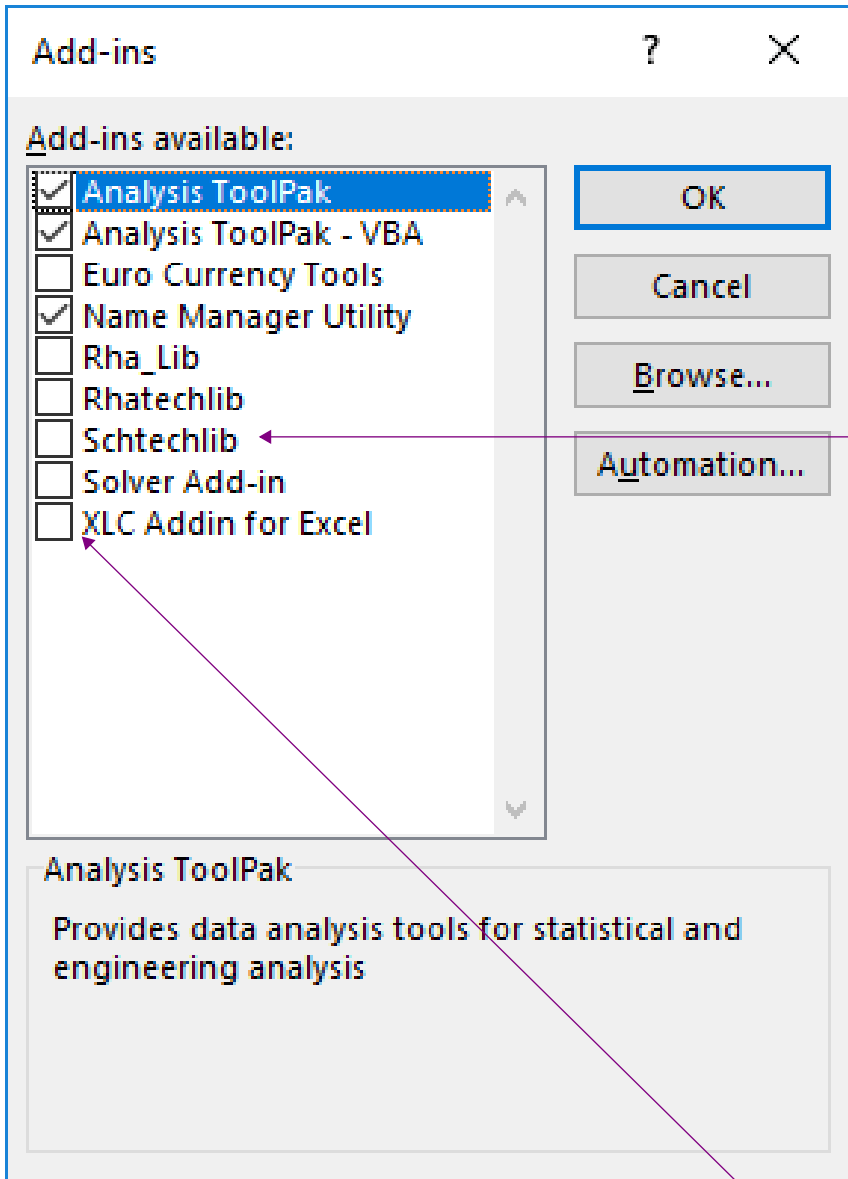 Add-ins ?
Add-ins available:
Analysis ToolPak
Analysis ToolPak - VBA
Euro Currency Tools
Name Manager Utility
Rha_Lib
Rhatechlib
Schtechlib
Solver Add-in
XLC Addin for Excel
OK
Cancel
Browse...
Automation...
Analysis ToolPak
Provides data analysis tools for statistical and
engineering analysis